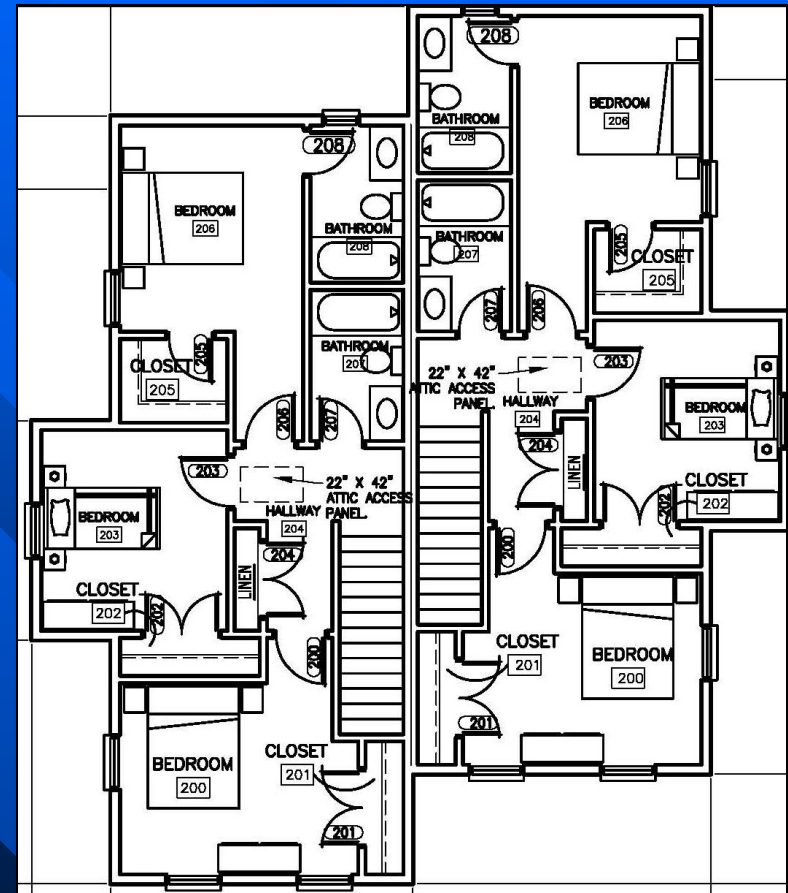 208
BATHROOM
208
BEDROOM
206
205
CLOSET
205
BATHROOM
207
207
206
22" X 42"
ATTIC ACCESS
PANEL.
HALLWAY
204
203
204
LINEN
BEDROOM
203
CLOSET
202
202
200
CLOSET
201
201
BEDROOM
200
208
BEDROOM
206
BATHROOM
208
205
CLOSET
205
BATHROOM
207
206
207
203
22" X 42"
ATTIC ACCESS
PANEL.
HALLWAY
204
204
LINEN
BEDROOM
203
CLOSET
202
202
200
BEDROOM
200
CLOSET
201
201